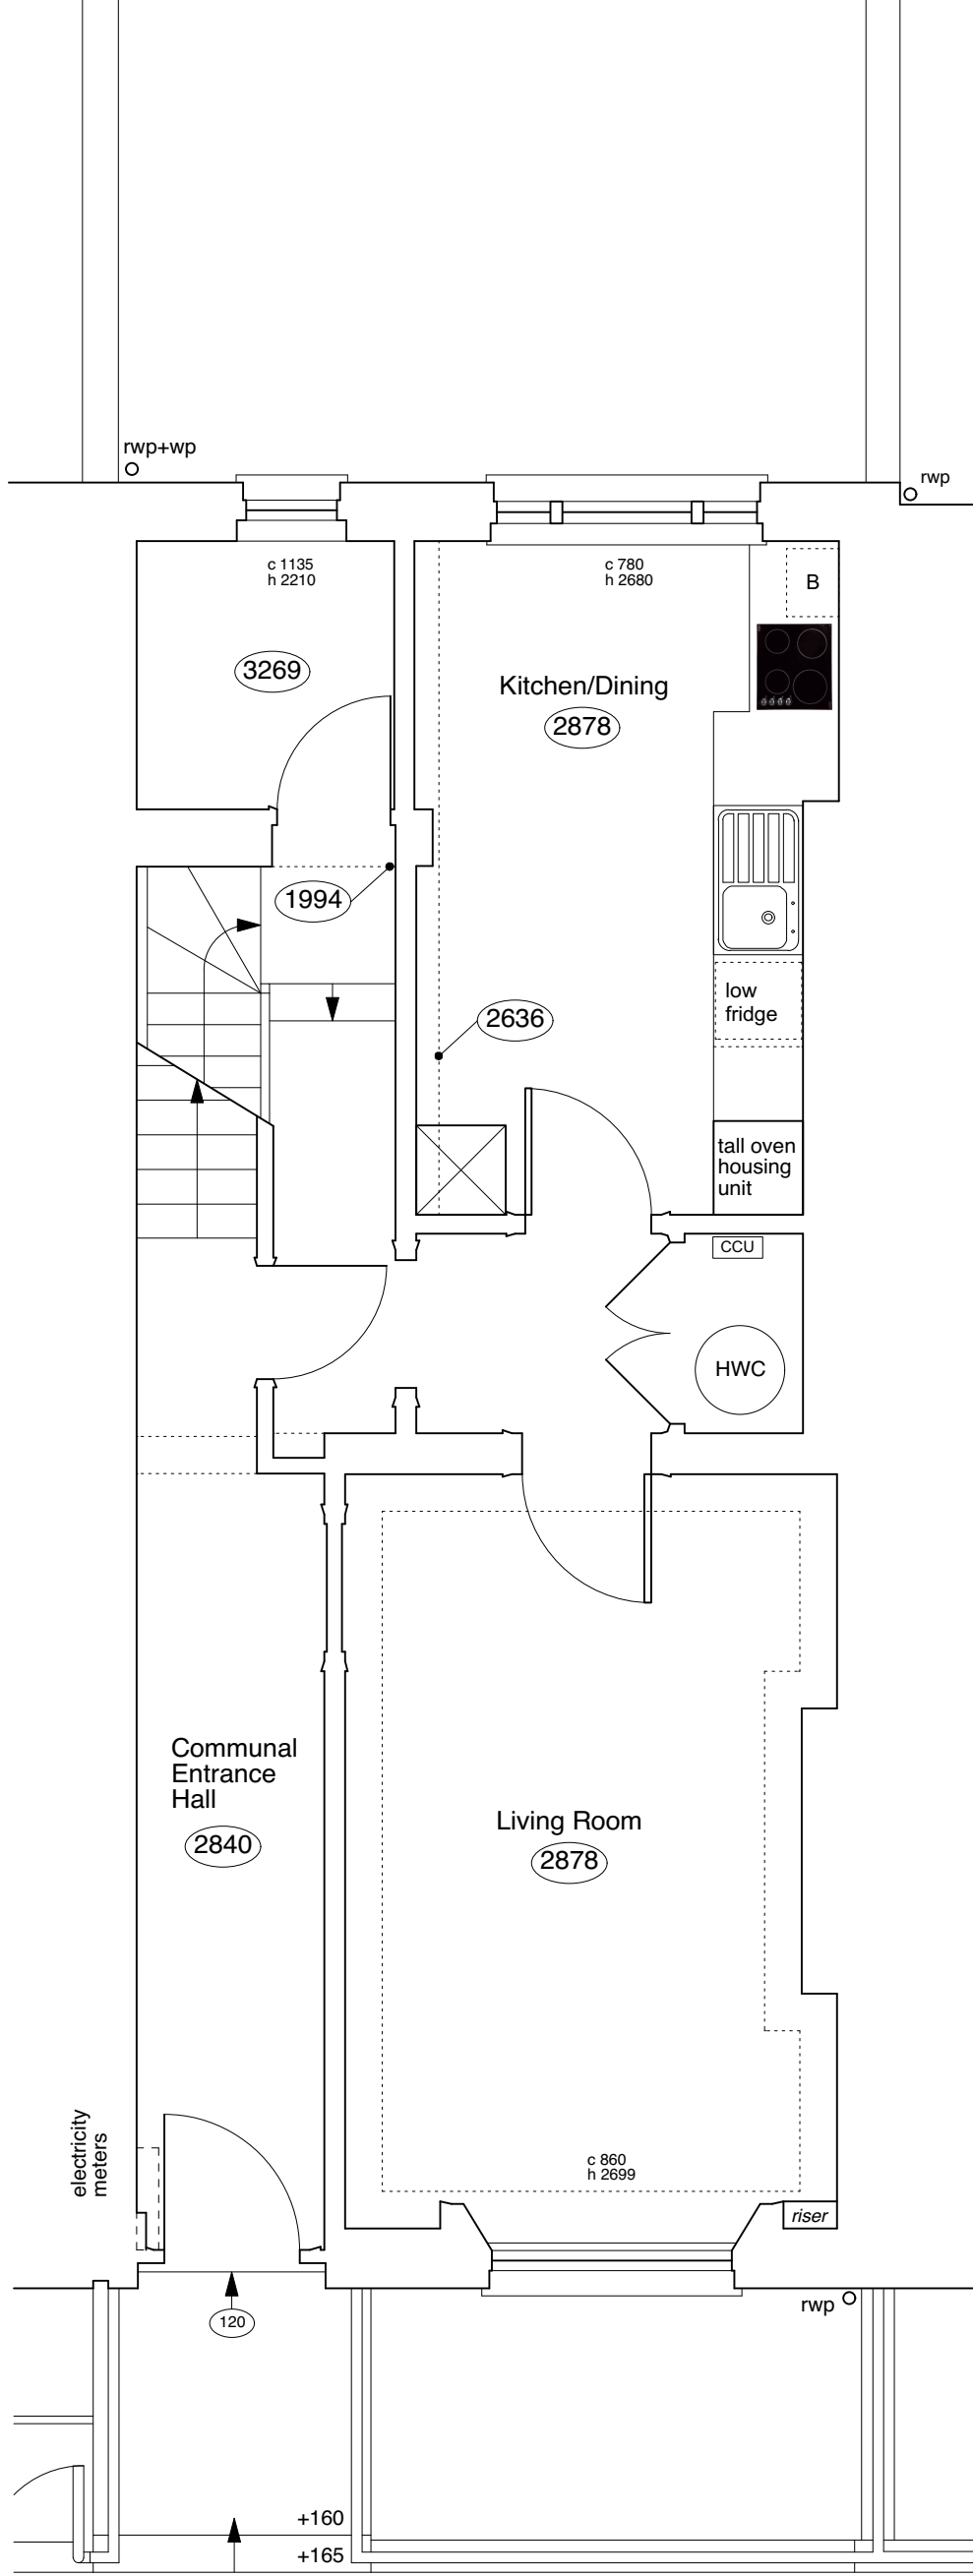 rwp+wp
rwp
c 1135
h 2210
c 780
h 2680
B
3269
Kitchen/Dining
2878
1994
low
fridge
2636
tall oven
housing
unit
CCU
HWC
Communal
Entrance
Hall
2840
Living Room
2878
electricity
meters
c 860
h 2699
riser
rwp
120
+160
+165